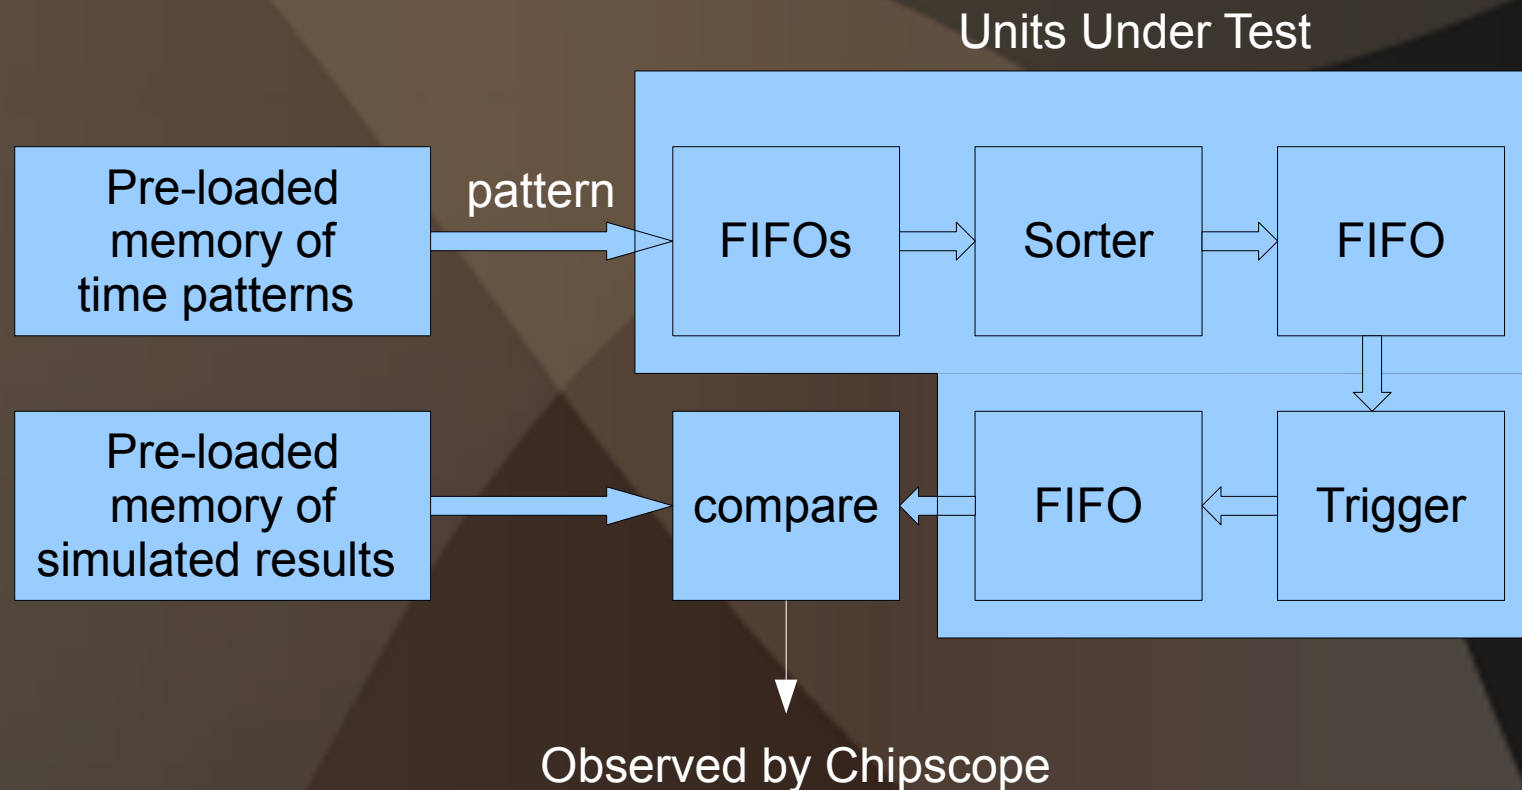 Units Under Test
Pre-loaded
memory of
time patterns
pattern
FIFOs
Sorter
FIFO
Pre-loaded
memory of
simulated results
compare
FIFO
Trigger
Observed by Chipscope